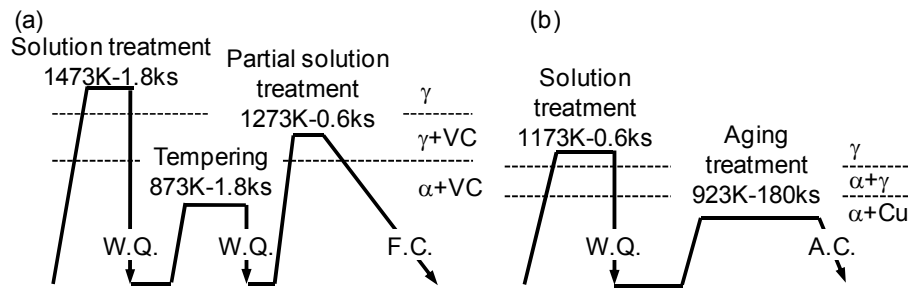 (a)
Solution treatment
1473K-1.8ks
Partial solution
treatment
1273K-0.6ks
γ
γ+VC
Tempering
873K-1.8ks
α+VC
W.Q.
W.Q.
F.C.
(b)
Solution
treatment
1173K-0.6ks
Aging
treatment
923K-180ks
γ
α+γ
α+Cu
W.Q.
A.C.